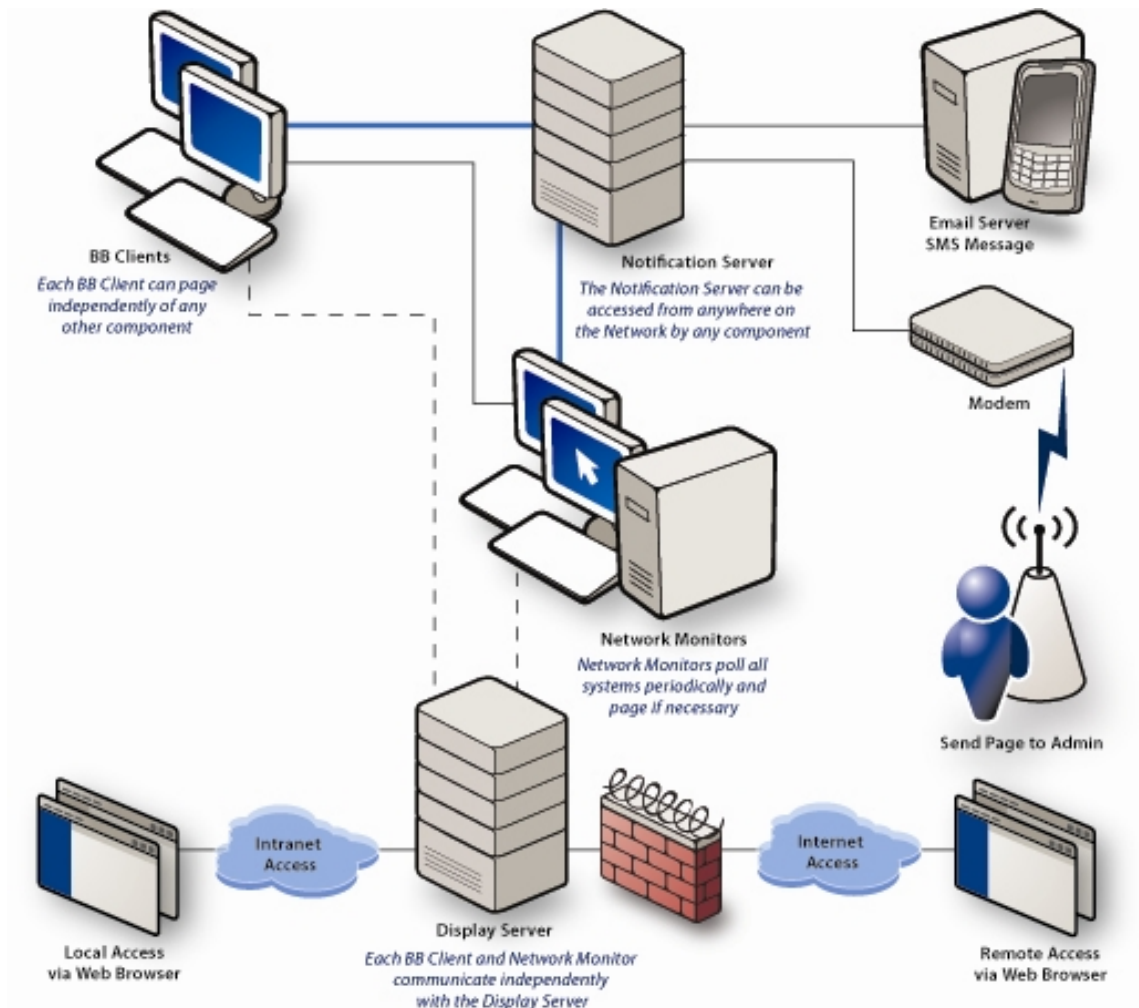 BB Clients
Each BB Client can page
independently of any
other component
Notification Server
The Notification Server can be
accessed from anywhere on
the Network by any component
Email Server
SMS Message
Modem
Network Monitors
Network Monitors poll all
systems periodically and
page if necessary
Send Page to Admin
Intranet
Access
Internet
Access
Local Access
via Web Browser
Display Server
Each BB Client and Network Monitor
communicate independently
with the Display Server
Remote Access
via Web Browser